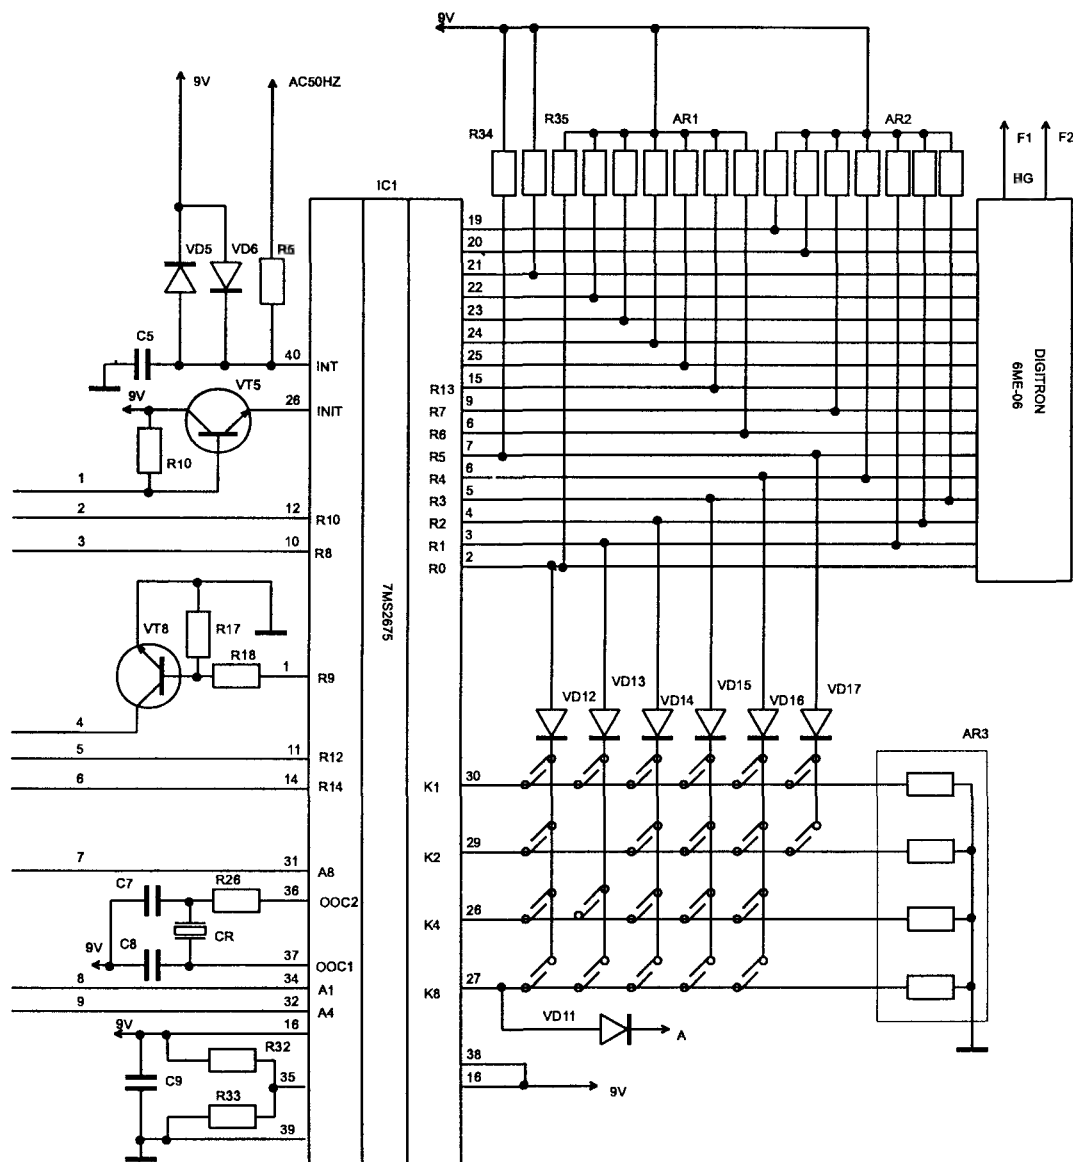 9V
9V
AC50HZ
R34
R35
AR1
AR2
F1
F2
HG
IC1
VD5
VD6
R6
C5
40
INT
9V
VT5
26
INIT
R10
1
2
12
R10
3
10
R8
VT8
R17
R18
1
R9
4
5
11
R12
6
14
R14
7
31
A8
C7
R26
36
OOC2
CR
9V
C8
37
OOC1
8
34
A1
9
32
A4
9V
16
R32
C9
35
R33
39
7MS2675
19
20
21
22
23
24
25
R13
15
R7
9
R6
6
R5
7
R4
6
R3
5
R2
4
R1
3
R0
2
DIGITRON
6ME-06
VD12
VD13
VD14
VD15
VD16
VD17
AR3
K1
30
K2
29
K4
26
K8
27
VD11
A
38
16
9V